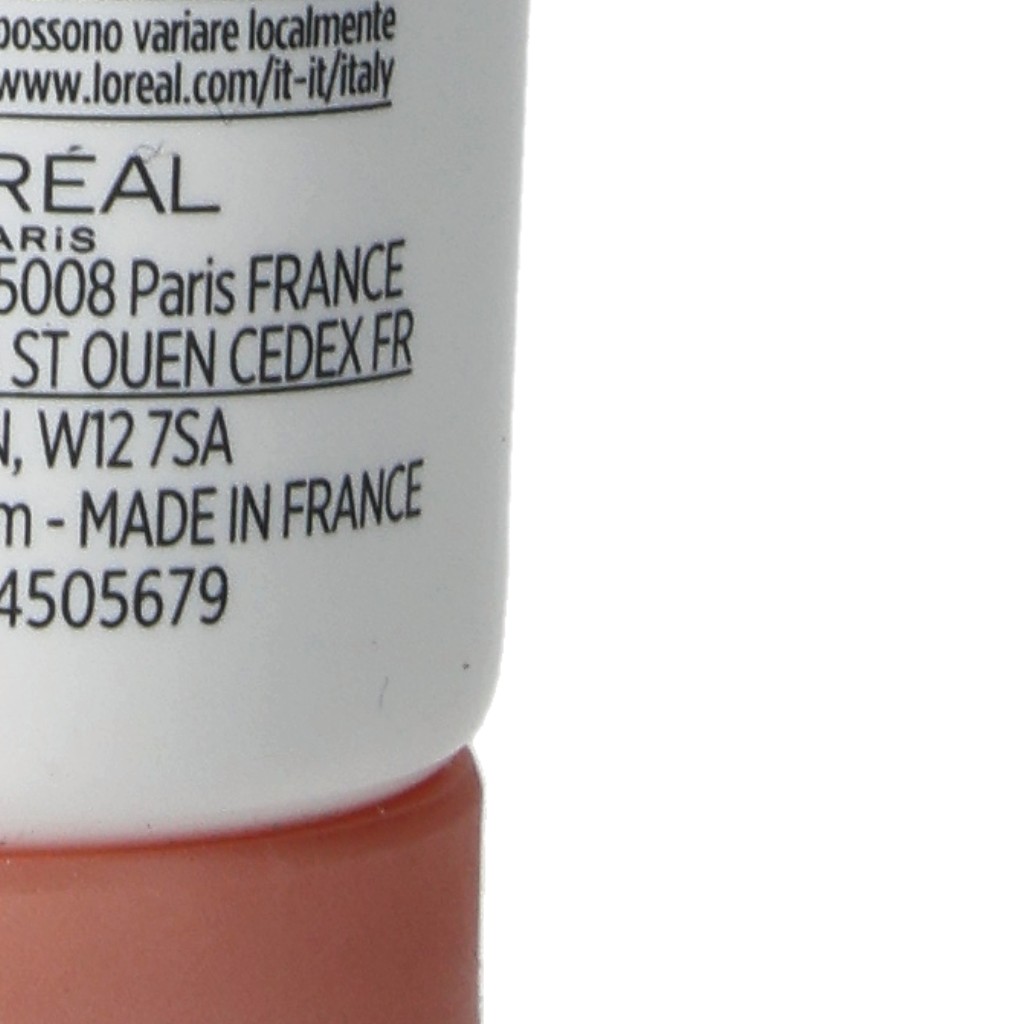 possono variare localmente
www.loreal.com/it-it/italy
RÉAL
ARiS
5008 Paris FRANCE
ST OUEN CEDEX FR
N, W12 7SA
m - MADE IN FRANCE
4505679